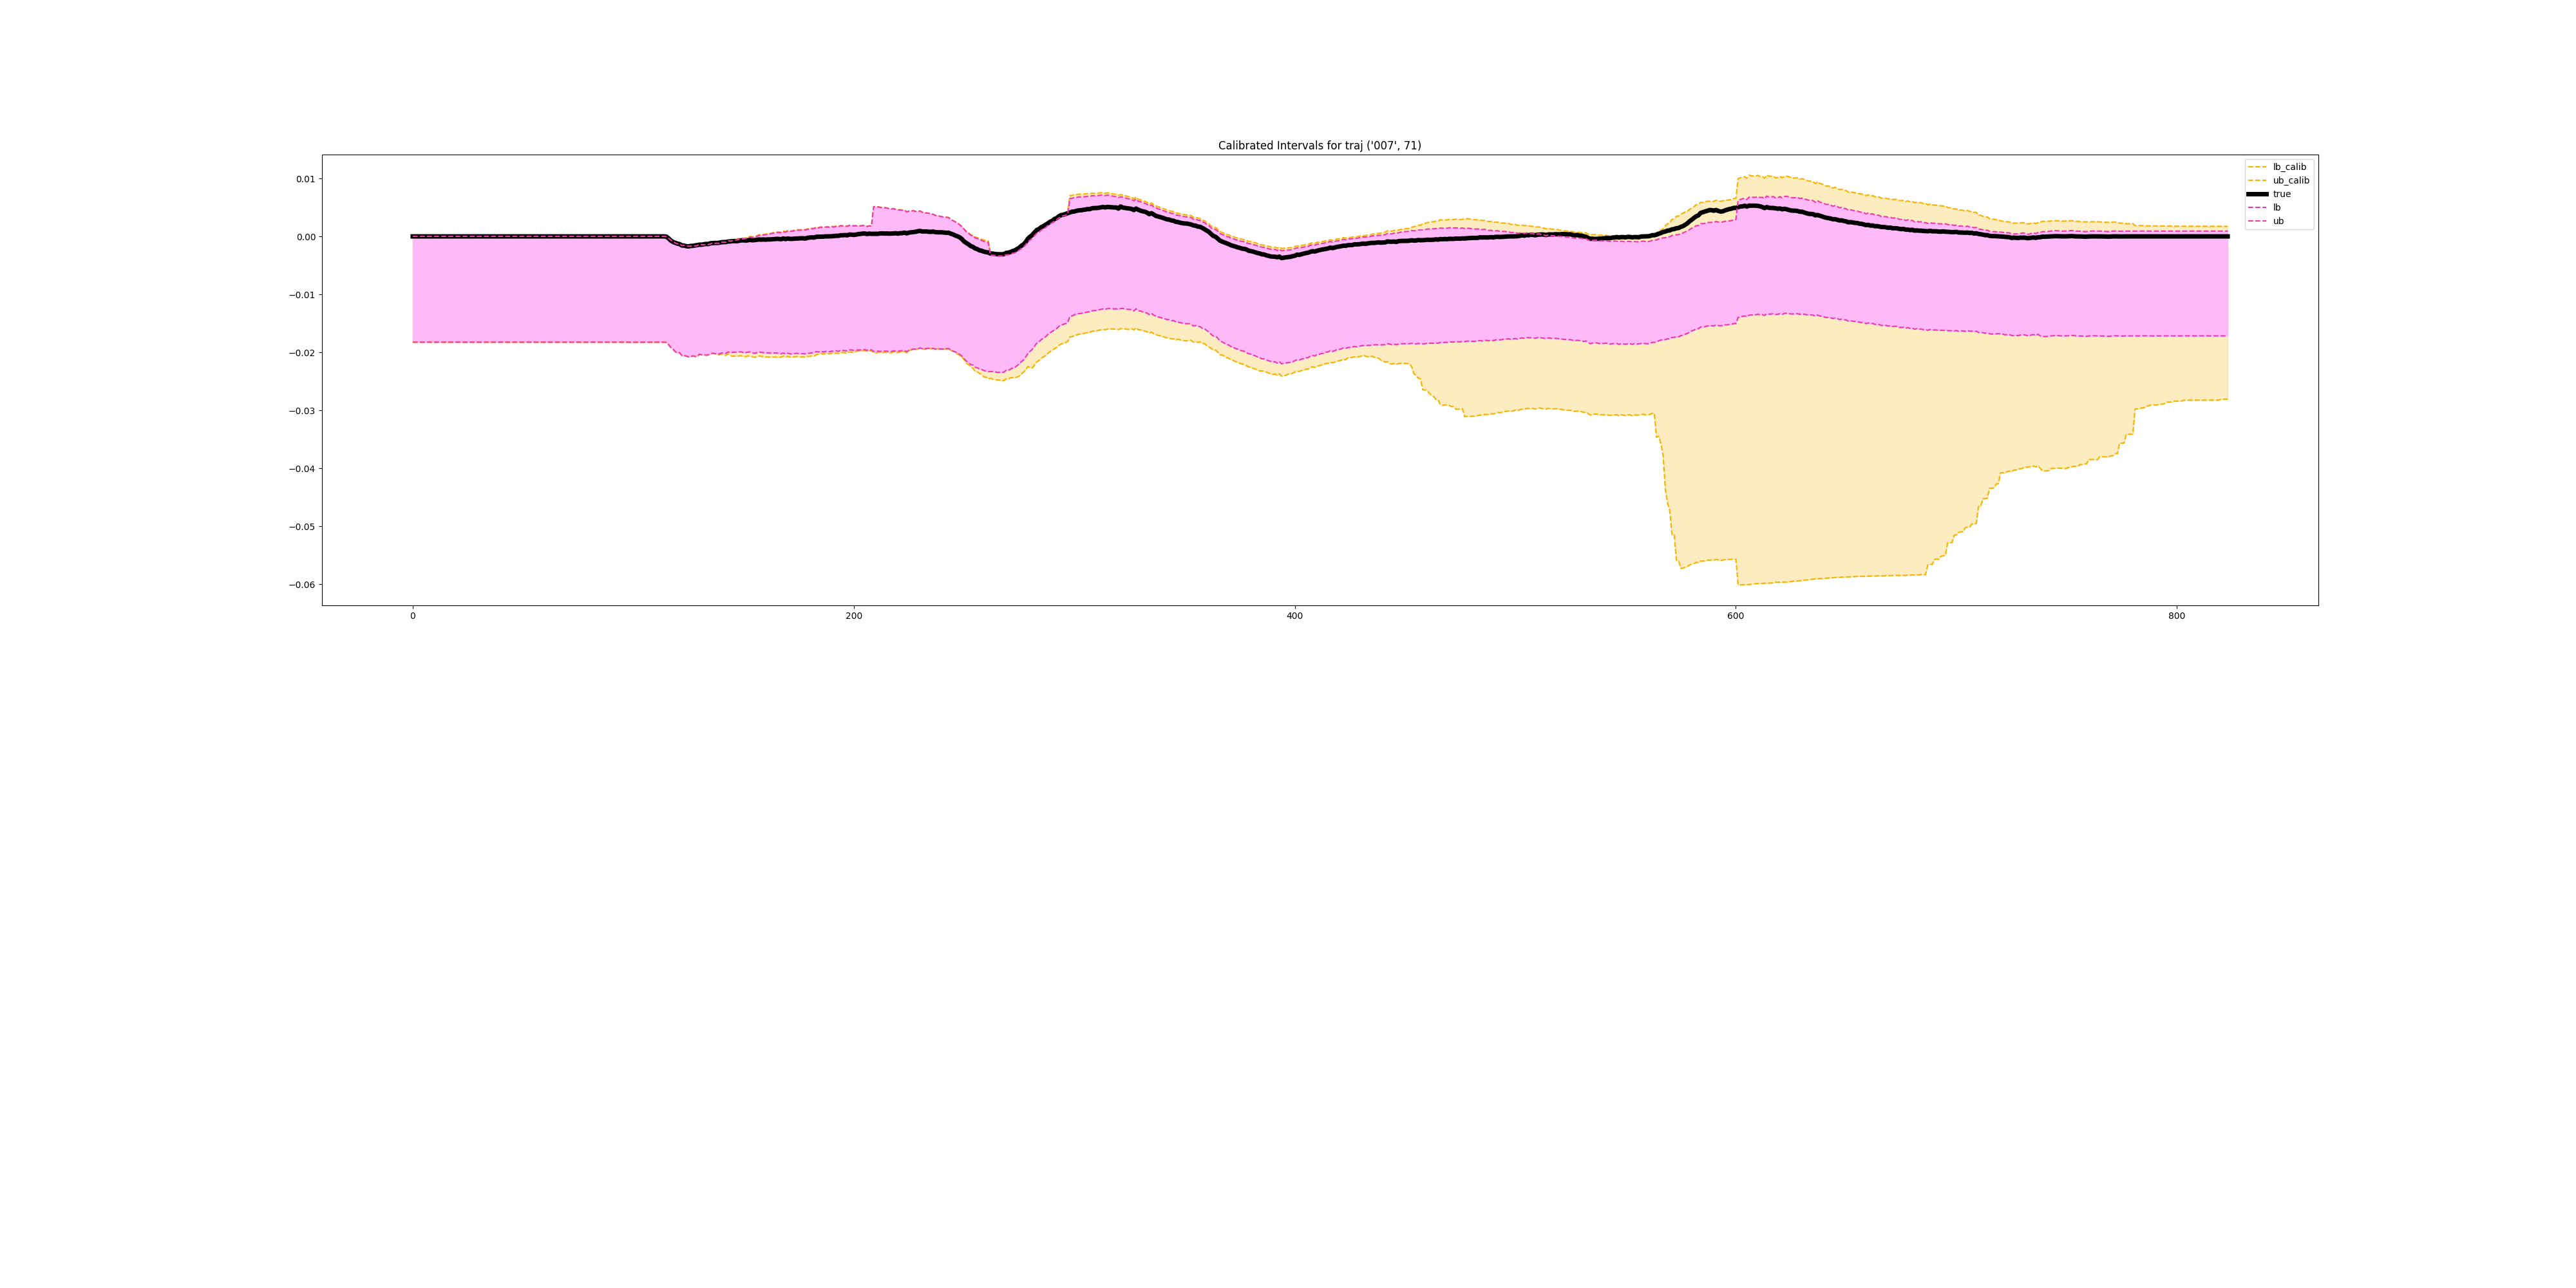 Calibrated Intervals for traj ('007', 71)
0.01
0.00
−0.01
−0.02
−0.03
−0.04
−0.05
−0.06
0
200
400
600
800
lb_calib
ub_calib
true
lb
ub